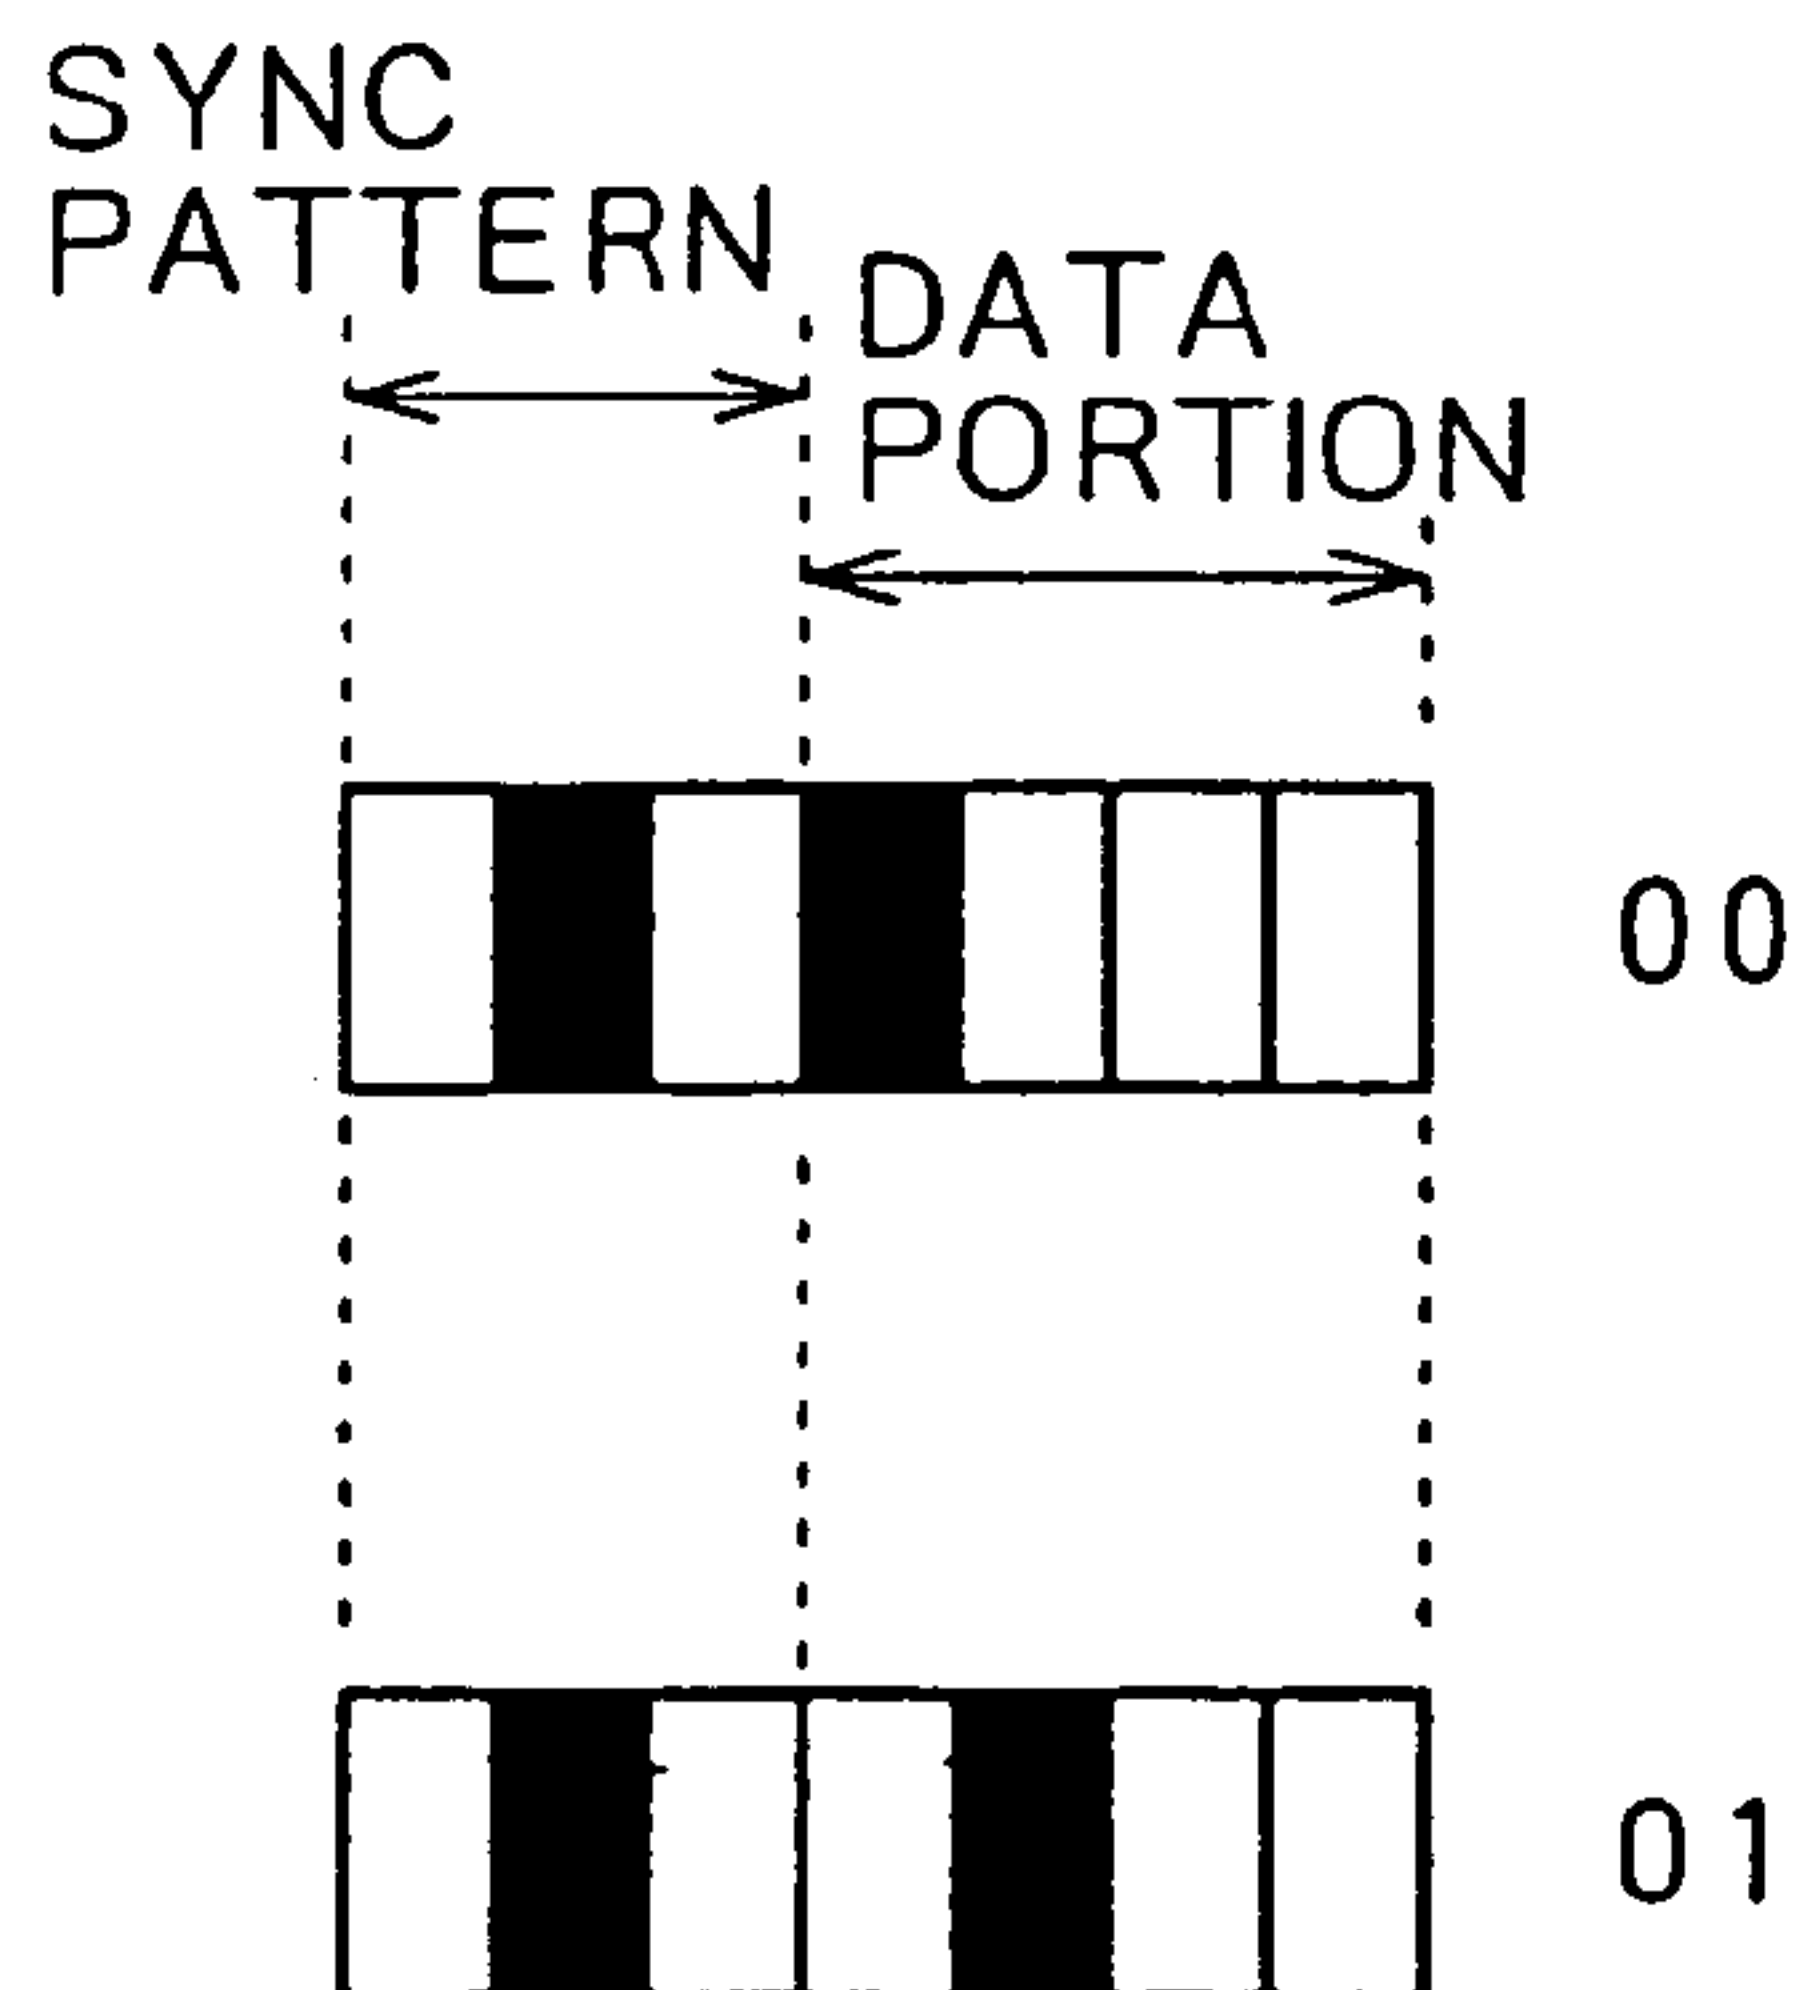 SYNC
PATTERN
DATA
PORTION
00
01